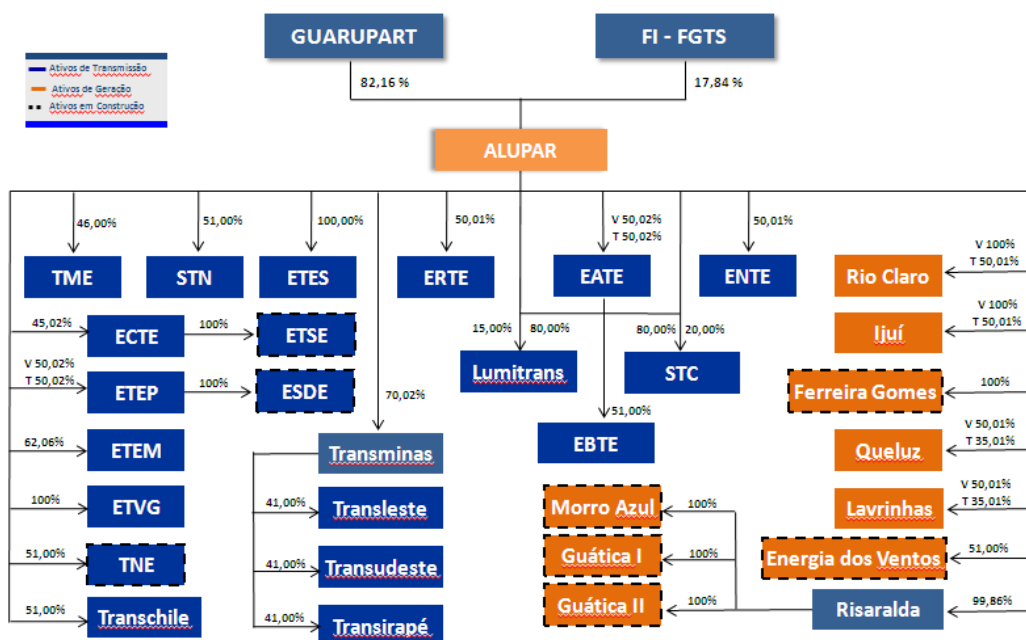 GUARUPART
FI - FGTS
Ativos de Transmissão
Ativos de Geração
Ativos em Construção
82,16 %
17,84 %
ALUPAR
46,00%
51,00%
100,00%
50,01%
V 50,02%
T 50,02%
50,01%
V 100%
T 50,01%
TME
STN
ETES
ERTE
EATE
ENTE
Rio Claro
45,02%
ECTE
100%
ETSE
15,00%
80,00%
80,00%
20,00%
V 100%
T 50,01%
Ijuí
V 50,02%
T 50,02%
ETEP
100%
ESDE
70,02%
Lumitrans
STC
Ferreira Gomes
100%
51,00%
62,06%
ETEM
Transminas
EBTE
Queluz
V 50,01%
T 35,01%
100%
ETVG
41,00%
Transleste
Morro Azul
100%
Lavrinhas
V 50,01%
T 35,01%
51,00%
TNE
41,00%
Transudeste
Guática I
100%
Energia dos Ventos
51,00%
51,00%
Transchile
41,00%
Transirapé
Guática II
100%
Risaralda
99,86%